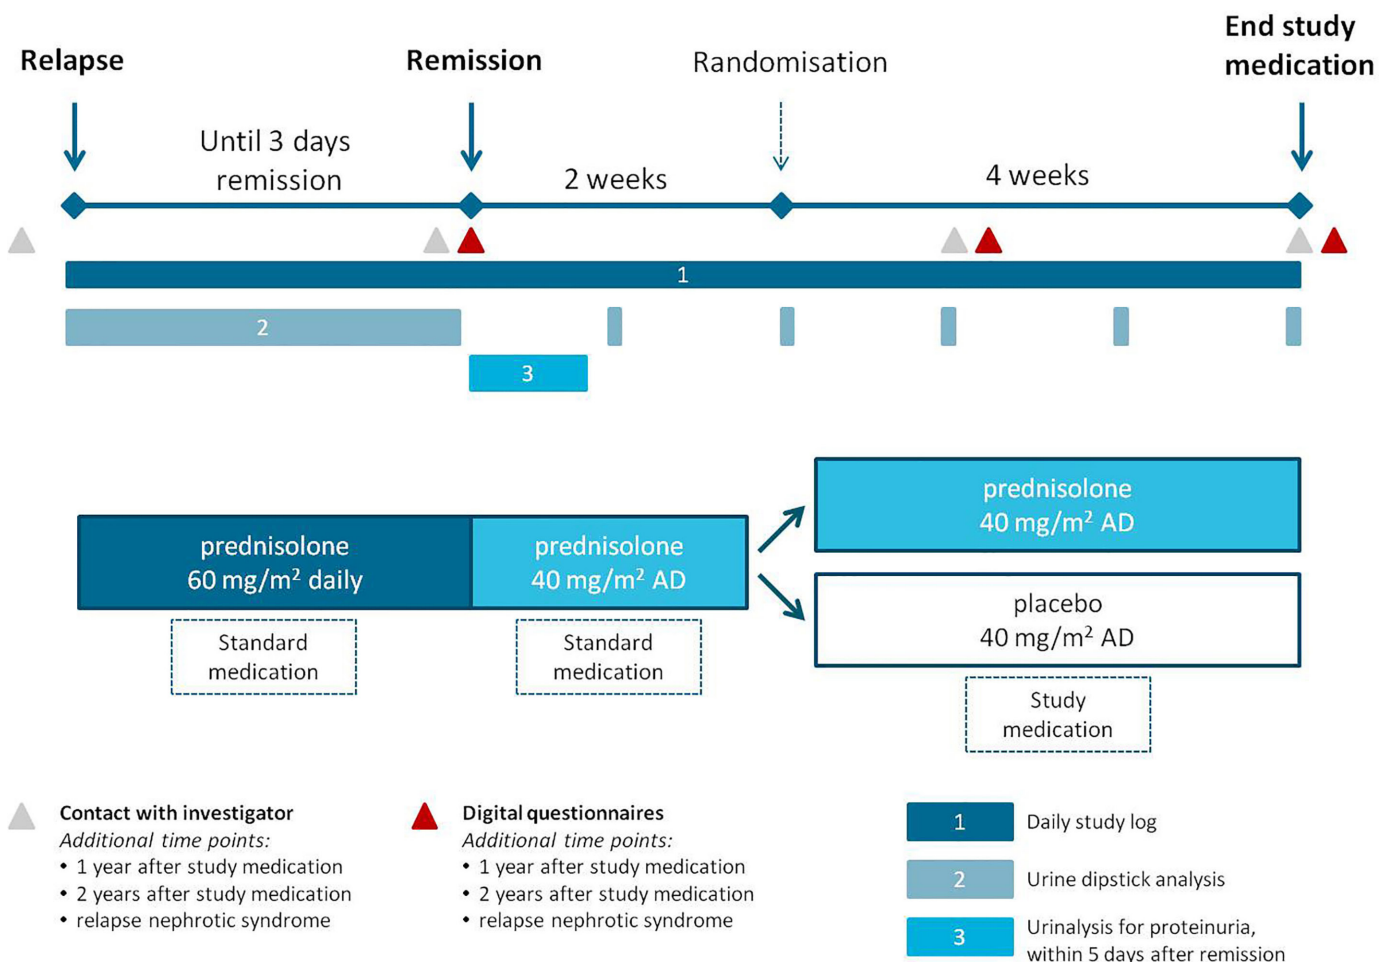 Relapse
Remission
Randomisation
End study
medication
Until 3 days
remission
2 weeks
4 weeks
1
2
3
prednisolone
60 mg/m² daily
prednisolone
40 mg/m² AD
prednisolone
40 mg/m² AD
placebo
40 mg/m² AD
Standard
medication
Standard
medication
Study
medication
Contact with investigator
Additional time points:
• 1 year after study medication
• 2 years after study medication
• relapse nephrotic syndrome
Digital questionnaires
Additional time points:
• 1 year after study medication
• 2 years after study medication
• relapse nephrotic syndrome
1 Daily study log
2 Urine dipstick analysis
3 Urinalysis for proteinuria,
within 5 days after remission